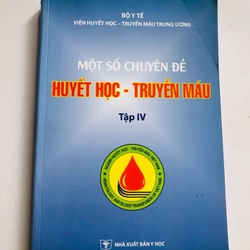 BỘ Y TẾ
VIỆN HUYẾT HỌC - TRUYỀN MÁU TRUNG ƯƠNG
MỘT SỐ CHUYÊN ĐỀ
HUYẾT HỌC - TRUYỀN MÁU
Tập IV
NHÀ XUẤT BẢN Y HỌC